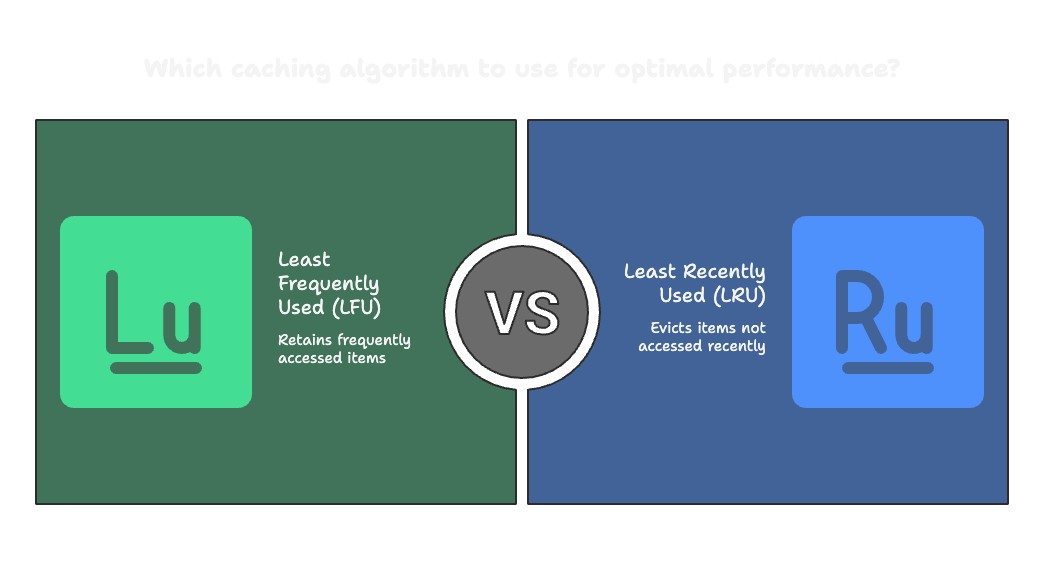 Which caching algorithm to use for optimal performance?
Lu
Least
Frequently
Used (LFU)
Retains frequently
accessed items
VS
Least Recently
Used (LRU)
Evicts items not
accessed recently
Ru